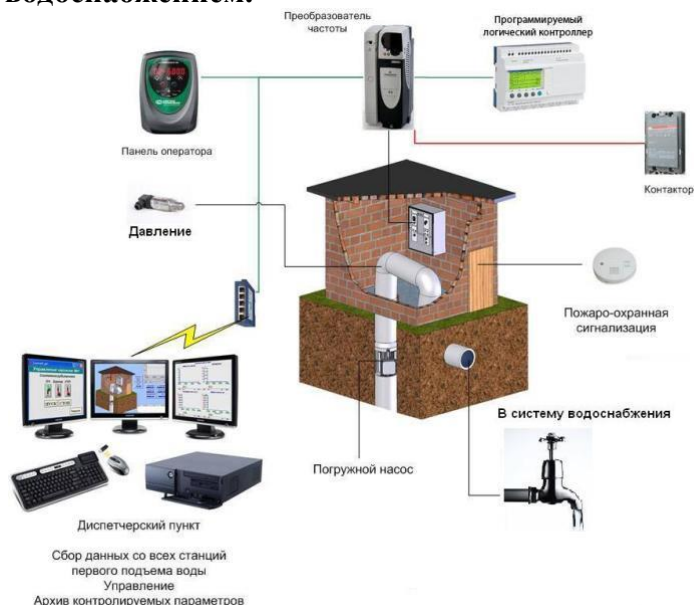 водоснабжением.
Преобразователь
частоты
Программируемый
логический контроллер
Панель оператора
Контактор
Давление
Пожаро-охранная
сигнализация
В систему водоснабжения
Погружной насос
Диспетчерский пункт
Сбор данных со всех станций
первого подъема воды
Управление
Архив контролируемых параметров